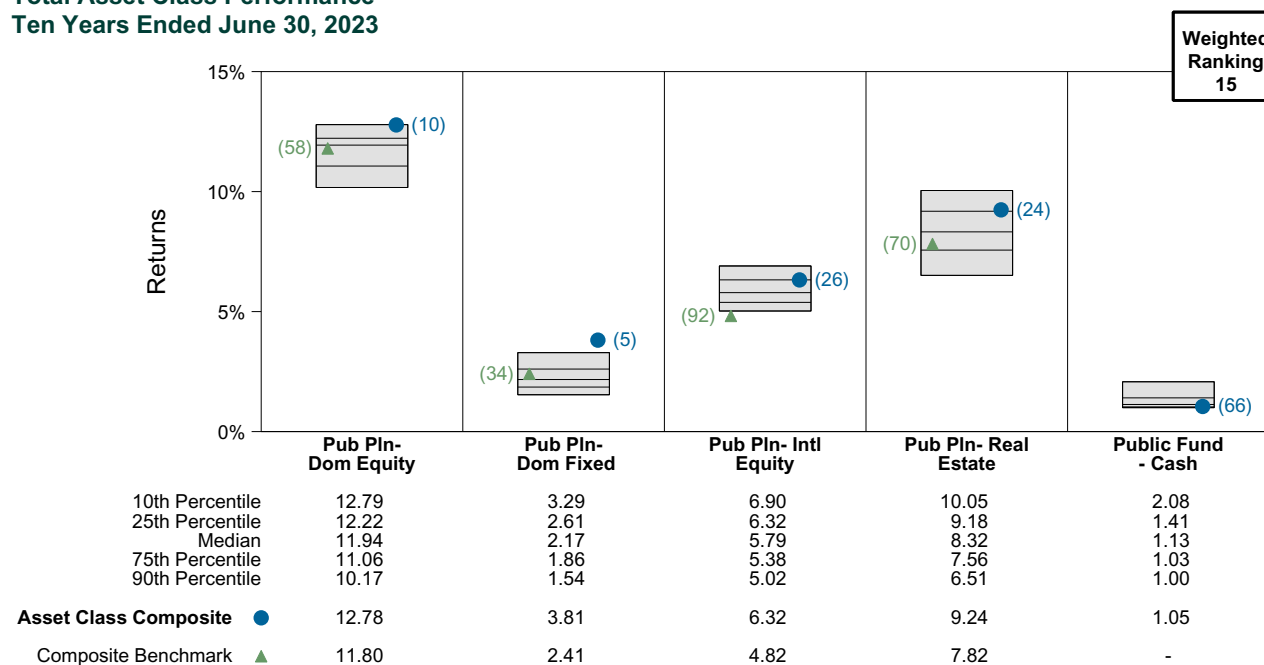 Total Asset Class Performance
Ten Years Ended June 30, 2023
Weighted
Ranking
15
15%
10%
5%
0%
Returns
(10)
(58)
(5)
(34)
(26)
(92)
(24)
(70)
(66)
Pub Pln- Dom Equity
Pub Pln- Dom Fixed
Pub Pln- Intl Equity
Pub Pln- Real Estate
Public Fund - Cash
10th Percentile 12.79 3.29 6.90 10.05 2.08
25th Percentile 12.22 2.61 6.32 9.18 1.41
Median 11.94 2.17 5.79 8.32 1.13
75th Percentile 11.06 1.86 5.38 7.56 1.03
90th Percentile 10.17 1.54 5.02 6.51 1.00
Asset Class Composite 12.78 3.81 6.32 9.24 1.05
Composite Benchmark 11.80 2.41 4.82 7.82 -